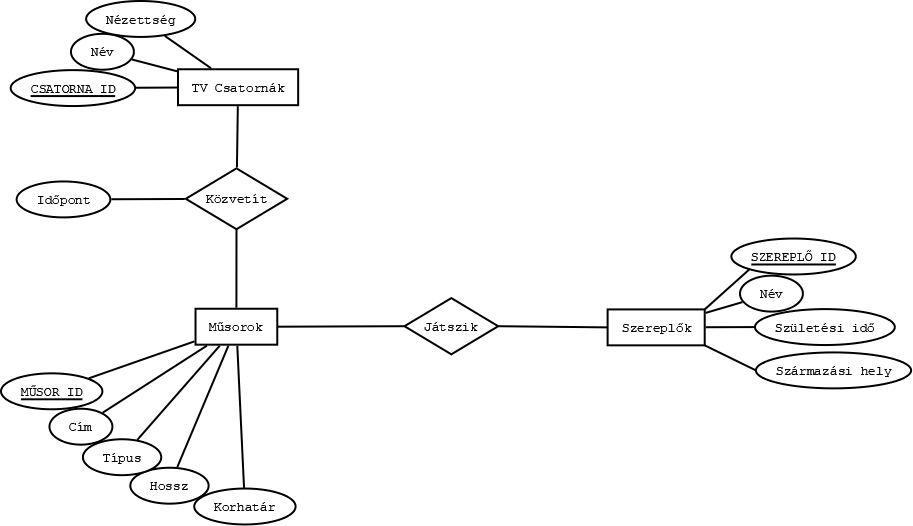 Nézettség
Név
CSATORNA ID
TV Csatornák
Időpont
Közvetít
SZEREPLŐ ID
Név
Műsorok
Játszik
Szereplők
Születési idő
Származási hely
MŰSOR ID
Cím
Típus
Hossz
Korhatár